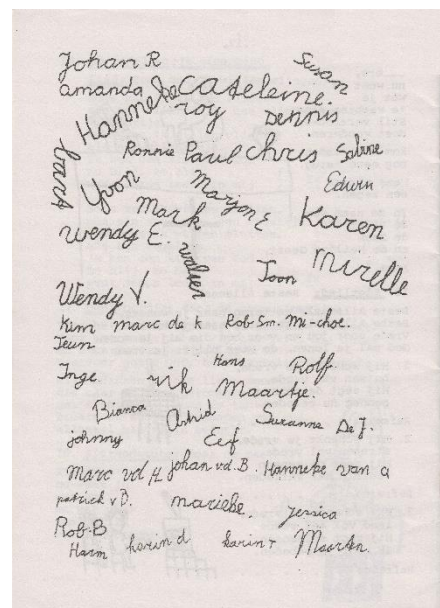 Johan R
Susan
amanda
Hanneke
Cateleine.
roy
Dennis
Ronnie Paul Chris Sabine
bart
Yvon
Marjon E
Edwin
Mark
Karen
Wendy E.
Toon
Mirelle
Wendy V.
Kim marc de k Rob Sm. Mi-choe.
Teun
Inge. rik Hans Rolf
Maartje.
Bianca Astrid Suzanne De J.
johnny Eef
Marc vd H johan vd. B. Hanneke van a
patrick v D. marieke. Jessica
Rob-B
Harm karin d karin r Maarten.